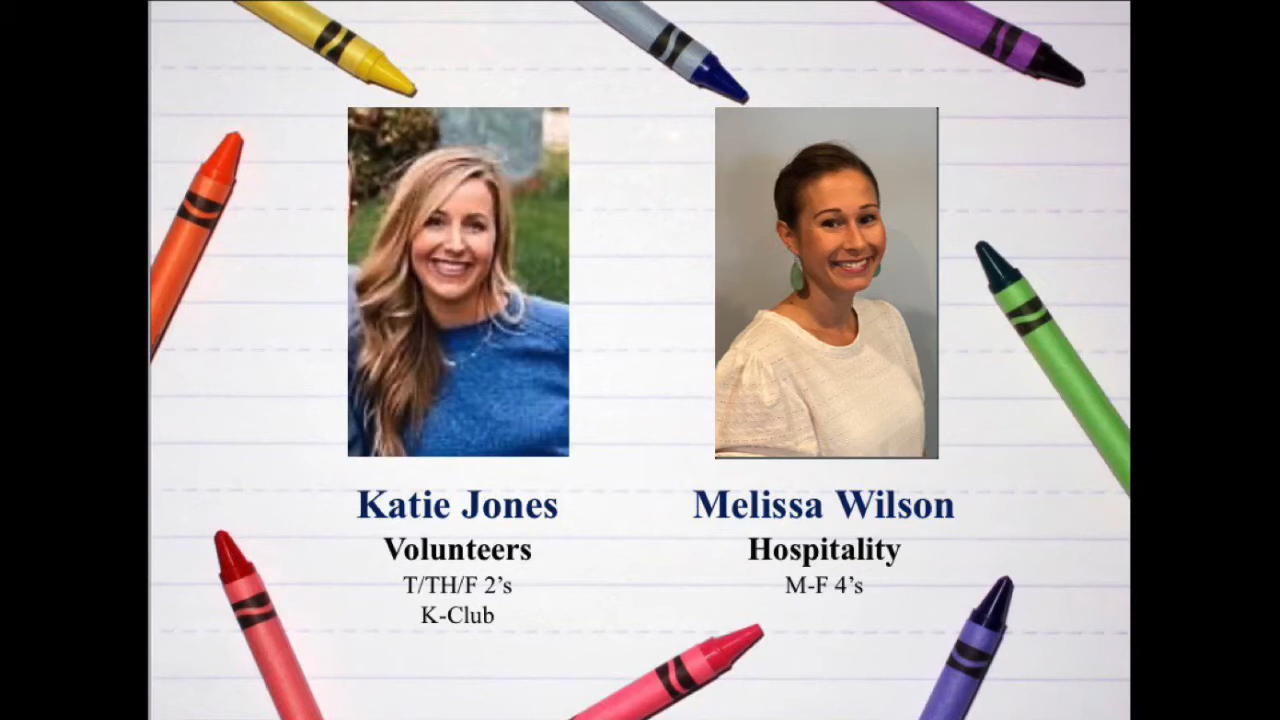 Katie Jones
Volunteers
T/TH/F 2’s
K-Club
Melissa Wilson
Hospitality
M-F 4’s